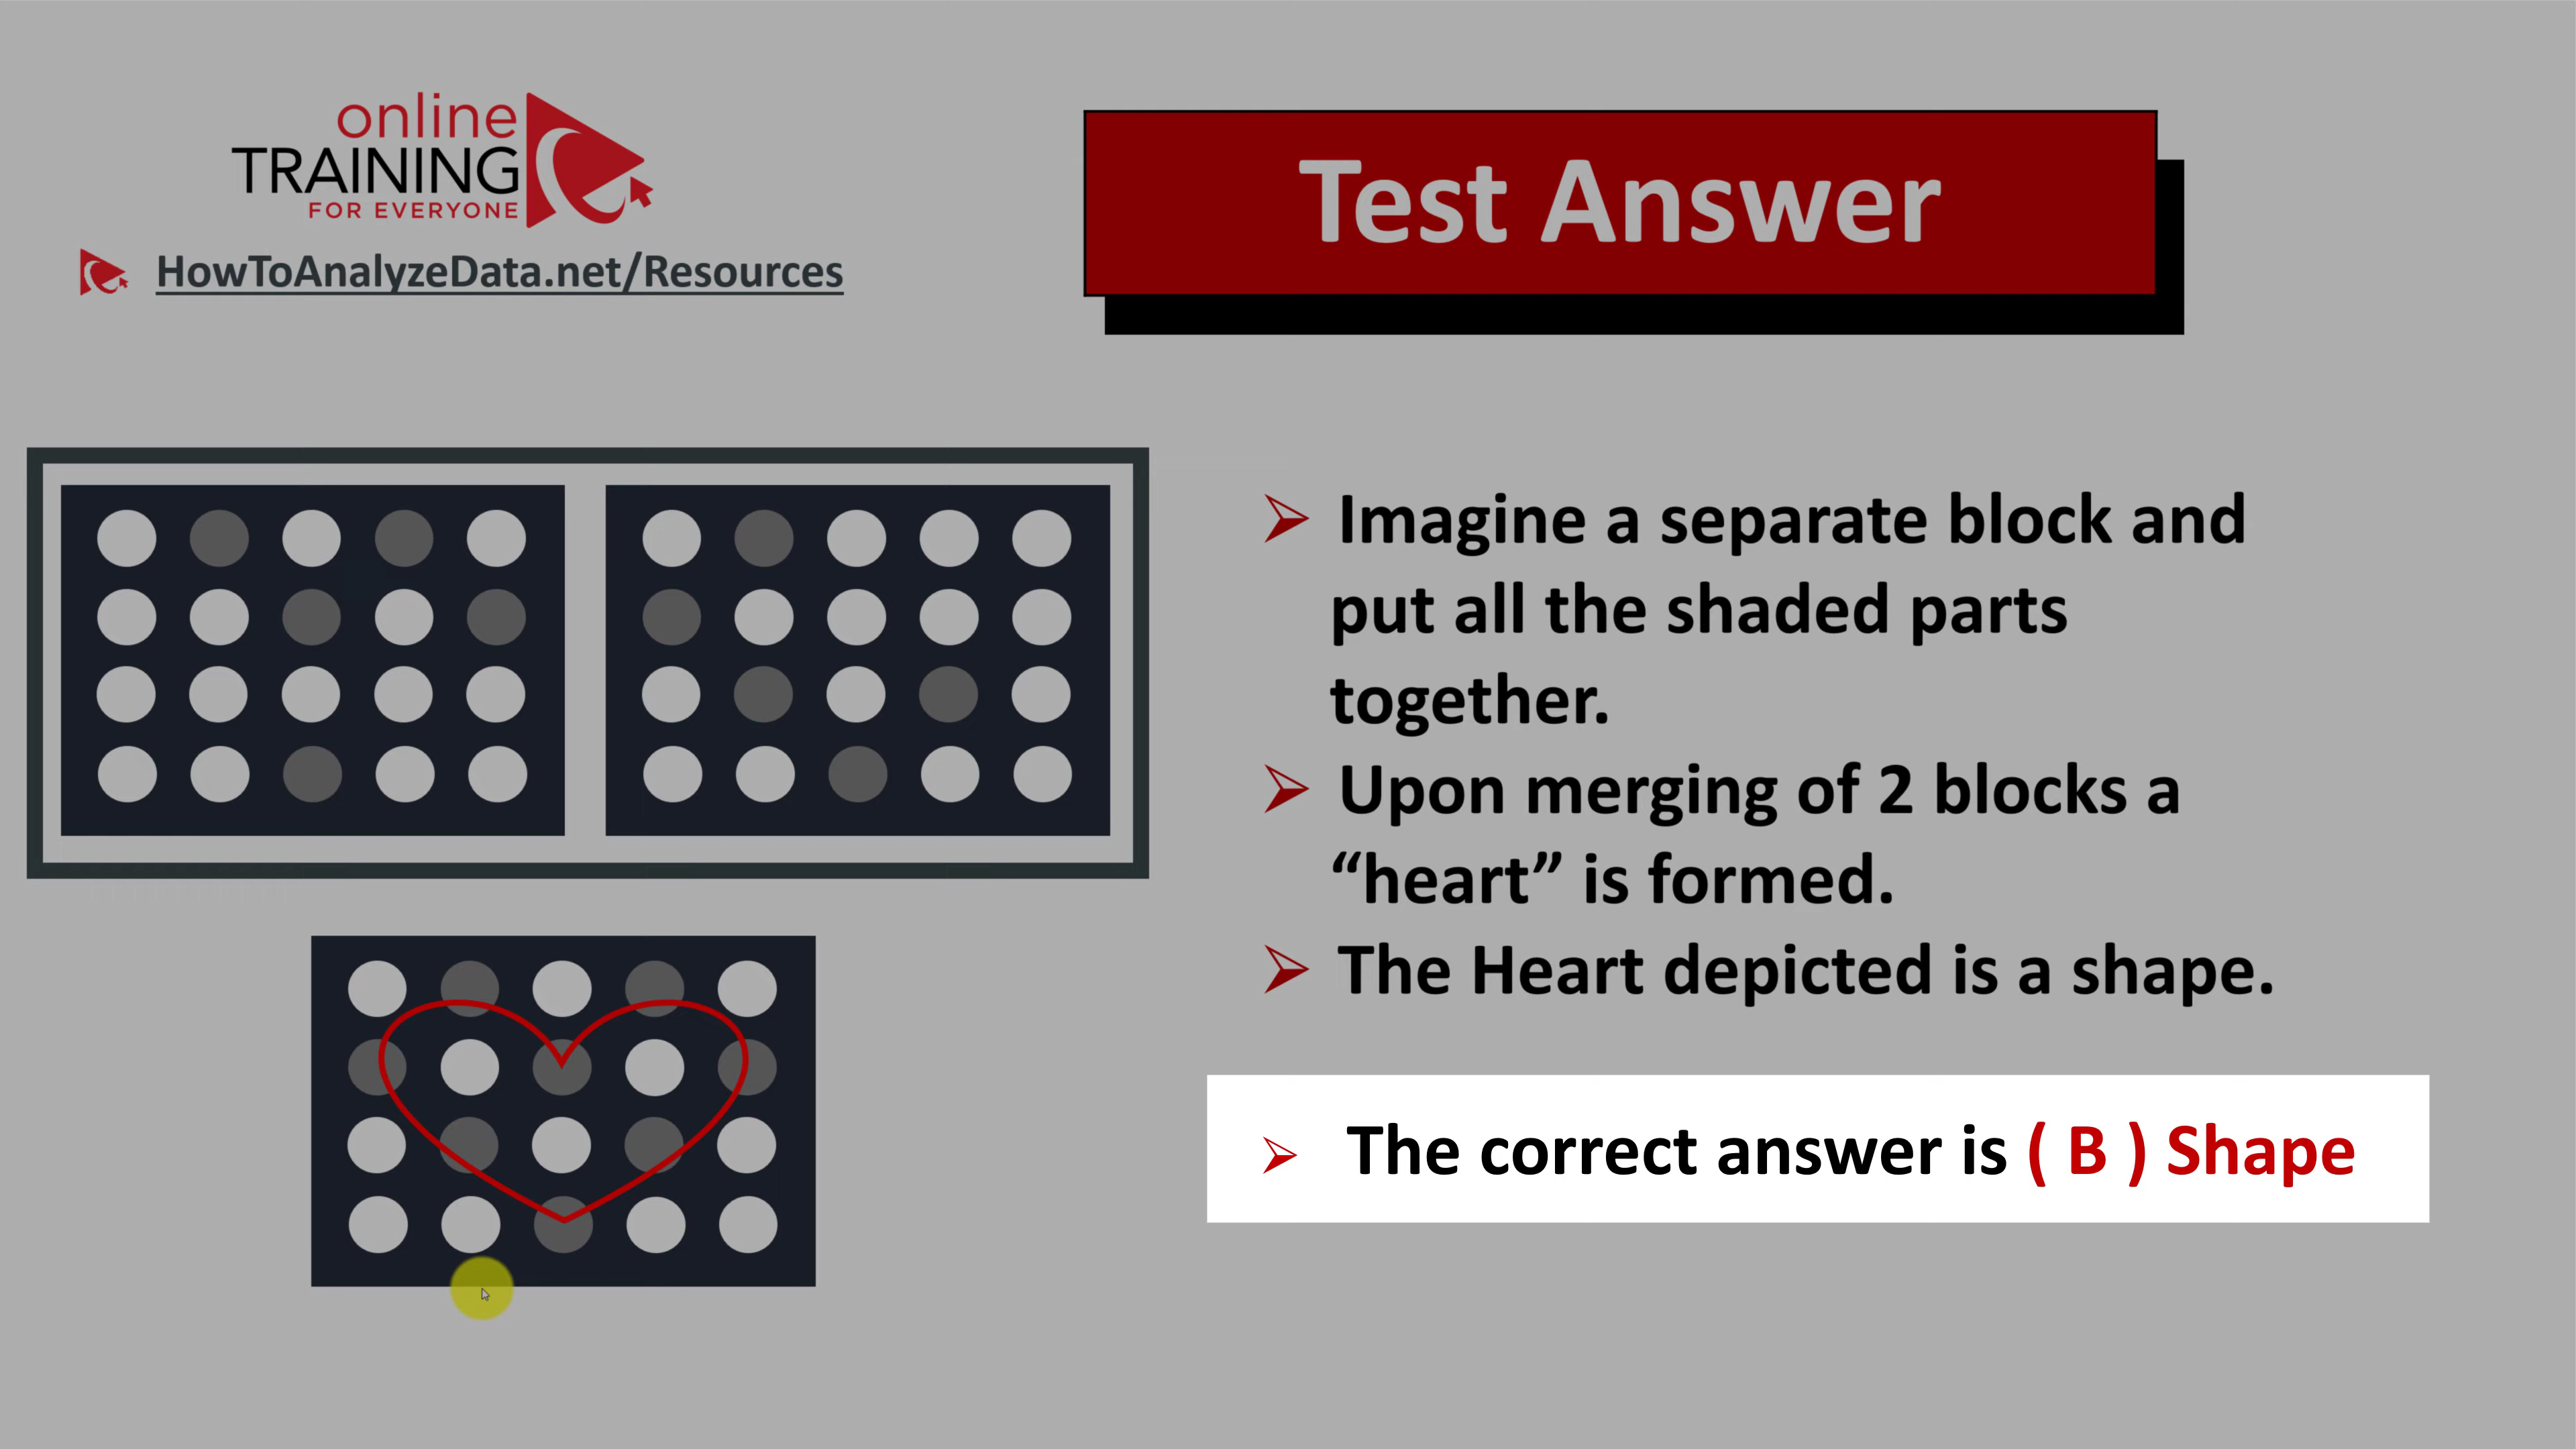 online
TRAINING
FOR EVERYONE
HowToAnalyzeData.net/Resources
Test Answer
Imagine a separate block and
put all the shaded parts
together.
Upon merging of 2 blocks a
“heart” is formed.
The Heart depicted is a shape.
The correct answer is ( B ) Shape